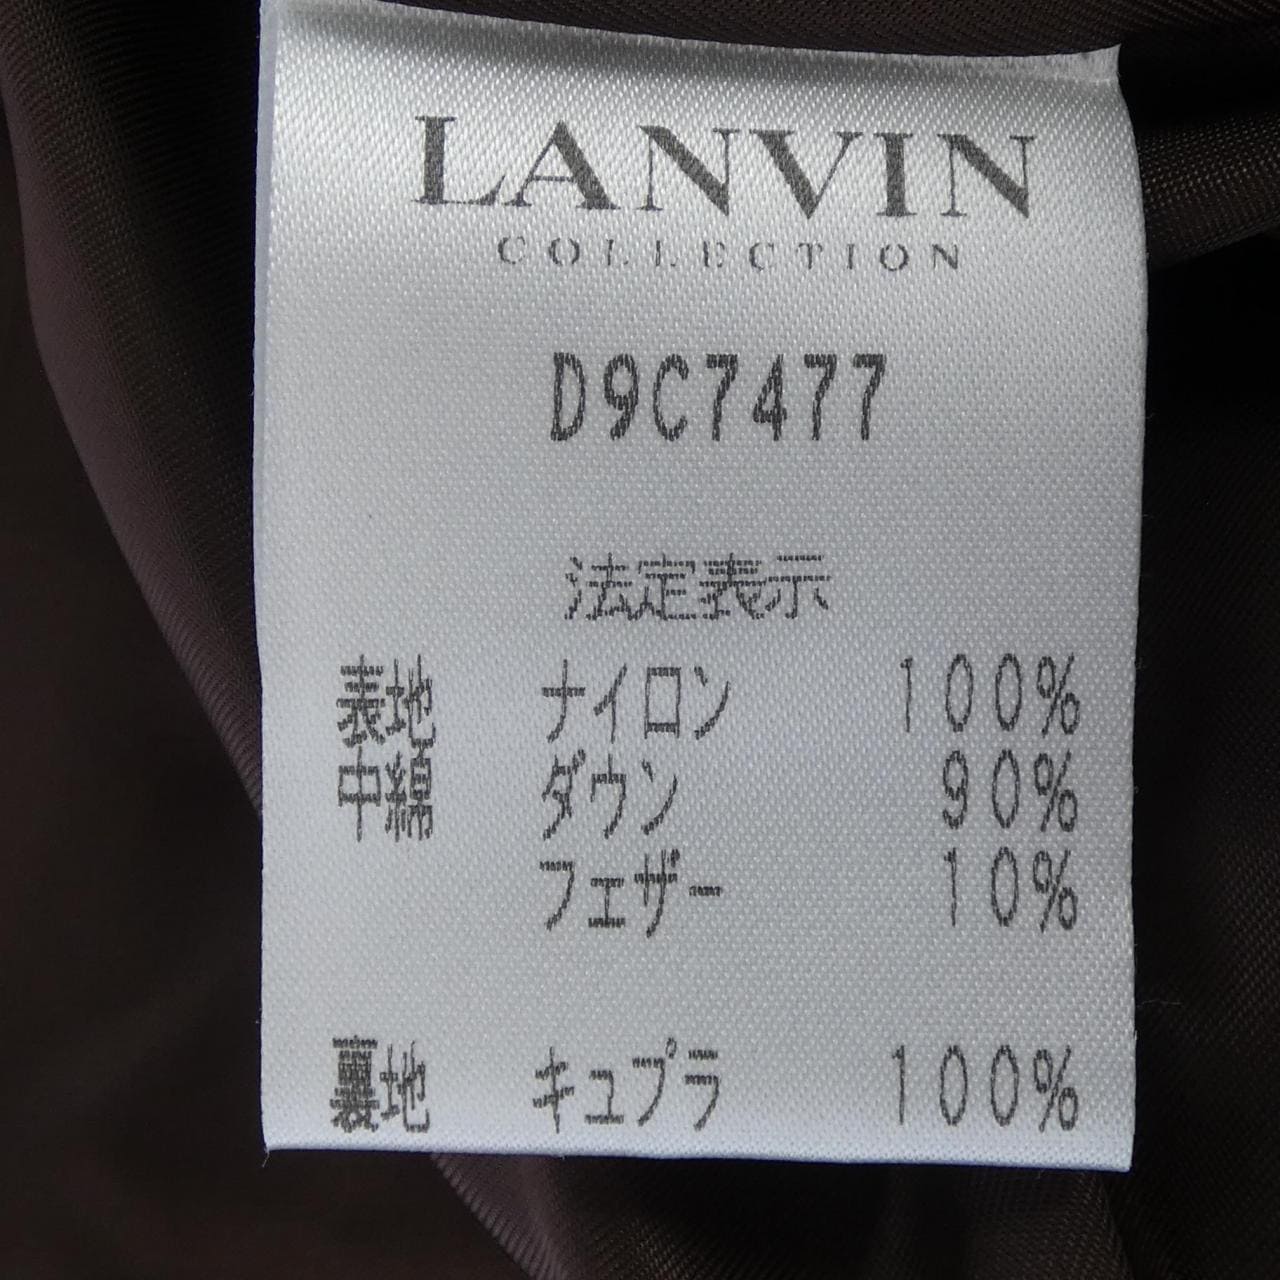 LANVIN
COLLECTION
D9C7477
法定表示
表地 ナイロン 100%
中綿 ダウン 90%
フェザー 10%
裏地 キュプラ 100%